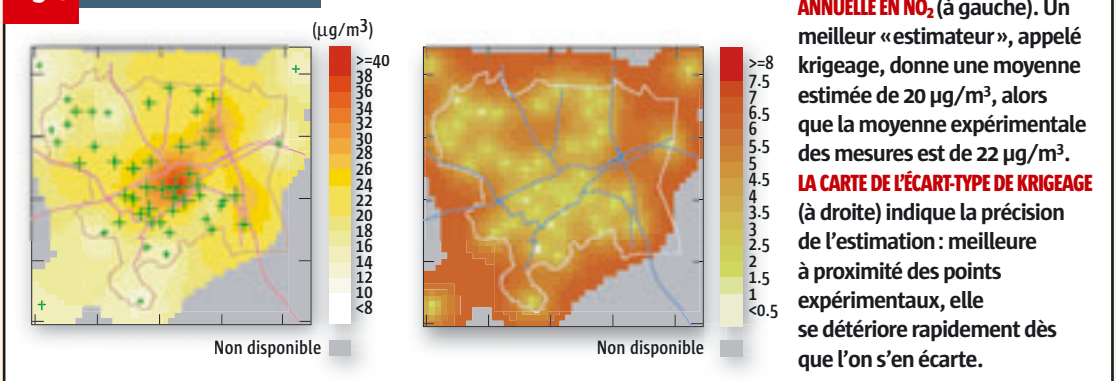 (µg/m³)
>=40
38
36
34
32
30
28
26
24
22
20
18
16
14
12
10
<8
Non disponible
>=8
7.5
7
6.5
6
5.5
5
4.5
4
3.5
3
2.5
2
1.5
1
<0.5
Non disponible
ANNUELLE EN NO₂ (à gauche). Un
meilleur «estimateur», appelé
krigeage, donne une moyenne
estimée de 20 µg/m³, alors
que la moyenne expérimentale
des mesures est de 22 µg/m³.
LA CARTE DE L'ÉCART-TYPE DE KRIGEAGE
(à droite) indique la précision
de l'estimation : meilleure
à proximité des points
expérimentaux, elle
se détériore rapidement dès
que l'on s'en écarte.